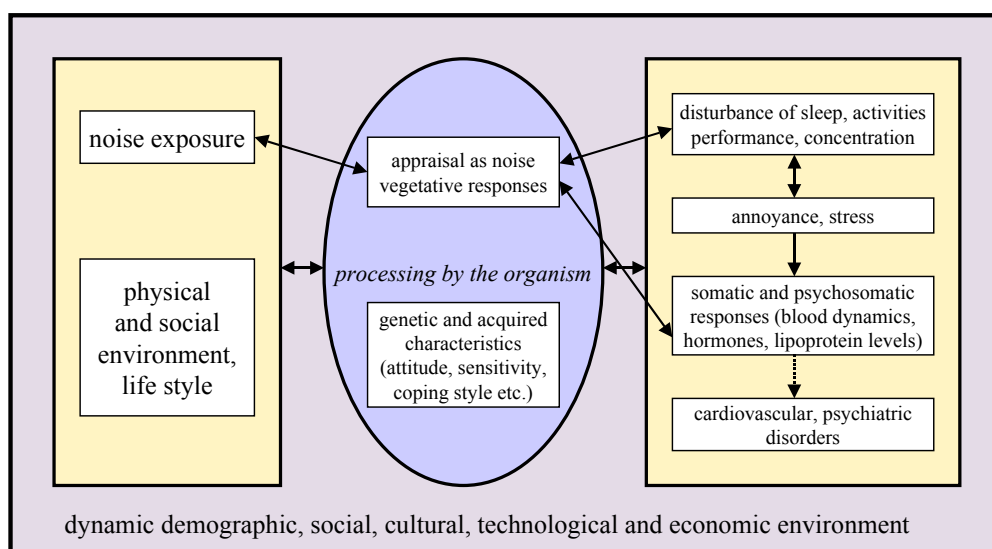 noise exposure
physical
and social
environment,
life style
appraisal as noise
vegetative responses
processing by the organism
genetic and acquired
characteristics
(attitude, sensitivity,
coping style etc.)
disturbance of sleep, activities
performance, concentration
annoyance, stress
somatic and psychosomatic
responses (blood dynamics,
hormones, lipoprotein levels)
cardiovascular, psychiatric
disorders
dynamic demographic, social, cultural, technological and economic environment